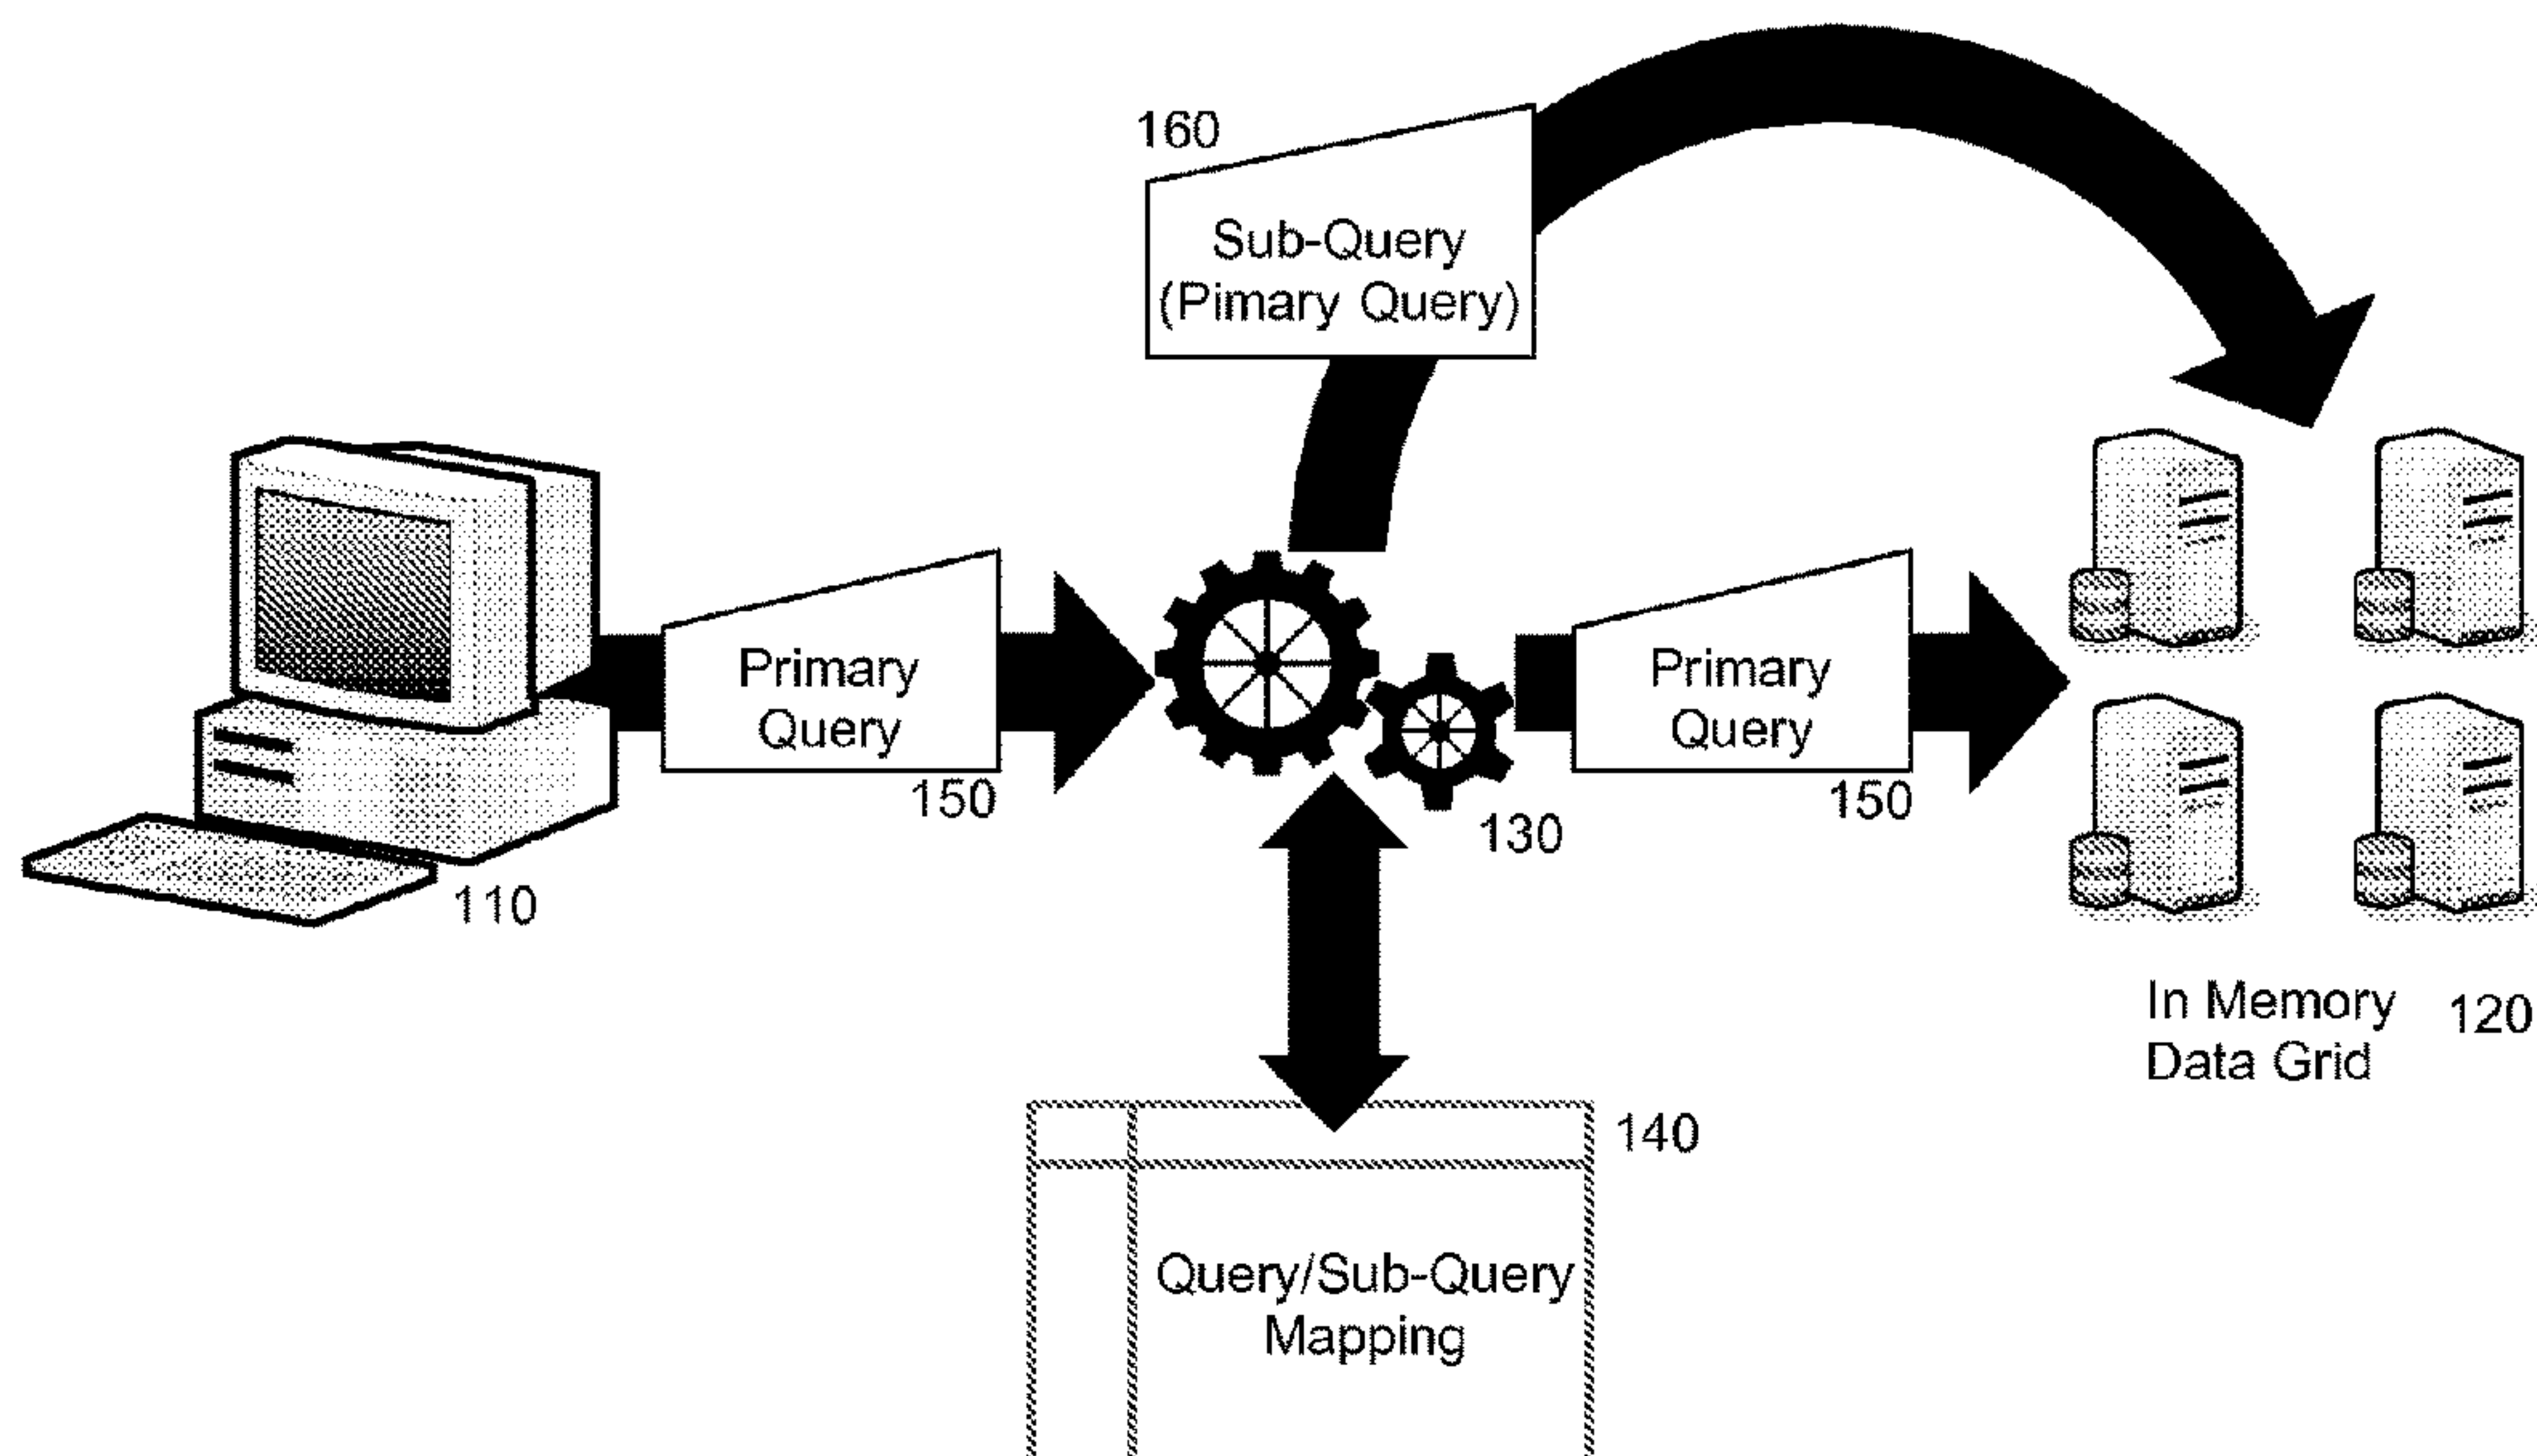 160
Sub-Query
(Pimary Query)
Primary
Query
150
130
Primary
Query
150
110
In Memory
Data Grid
120
140
Query/Sub-Query
Mapping